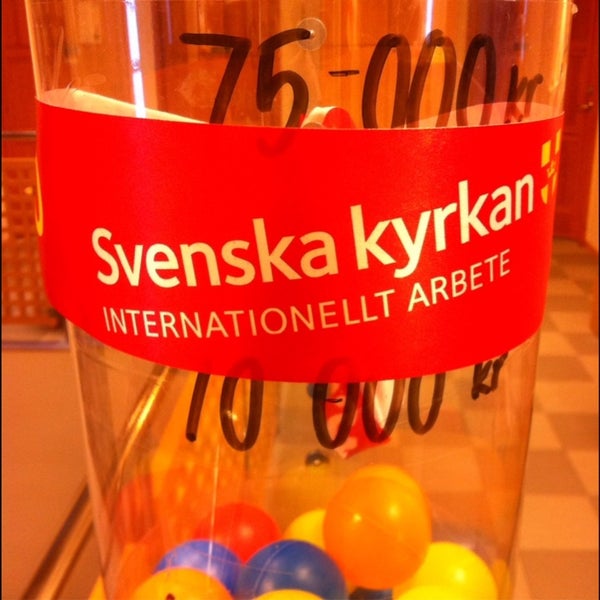 75-000 kr
Svenska kyrkan
INTERNATIONELLT ARBETE
70 000 kr